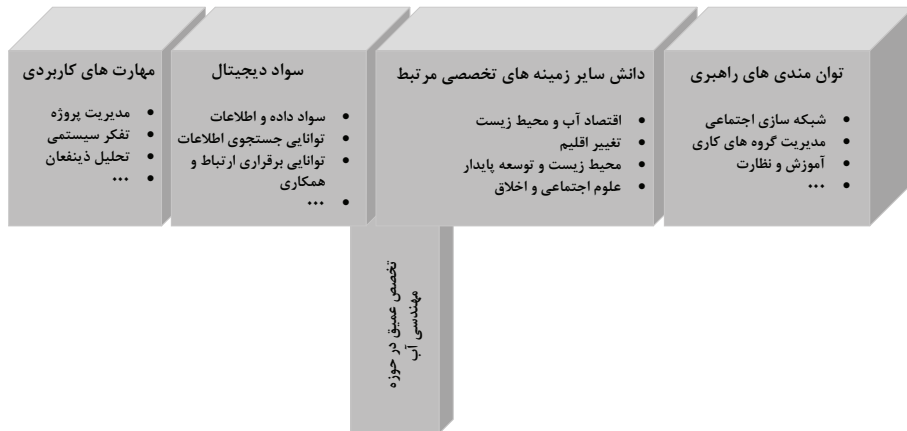 توان مندی های راهبری
• شبکه سازی اجتماعی
• مدیریت گروه های کاری
• آموزش و نظارت
• ...
دانش سایر زمینه های تخصصی مرتبط
• اقتصاد آب و محیط زیست
• تغییر اقلیم
• محیط زیست و توسعه پایدار
• علوم اجتماعی و اخلاق
سواد دیجیتال
• سواد داده و اطلاعات
• توانایی جستجوی اطلاعات
• توانایی برقراری ارتباط و
همکاری
• ...
مهارت های کاربردی
• مدیریت پروژه
• تفکر سیستمی
• تحلیل ذینفعان
• ...
تخصص عمیق در حوزه
مهندسی آب